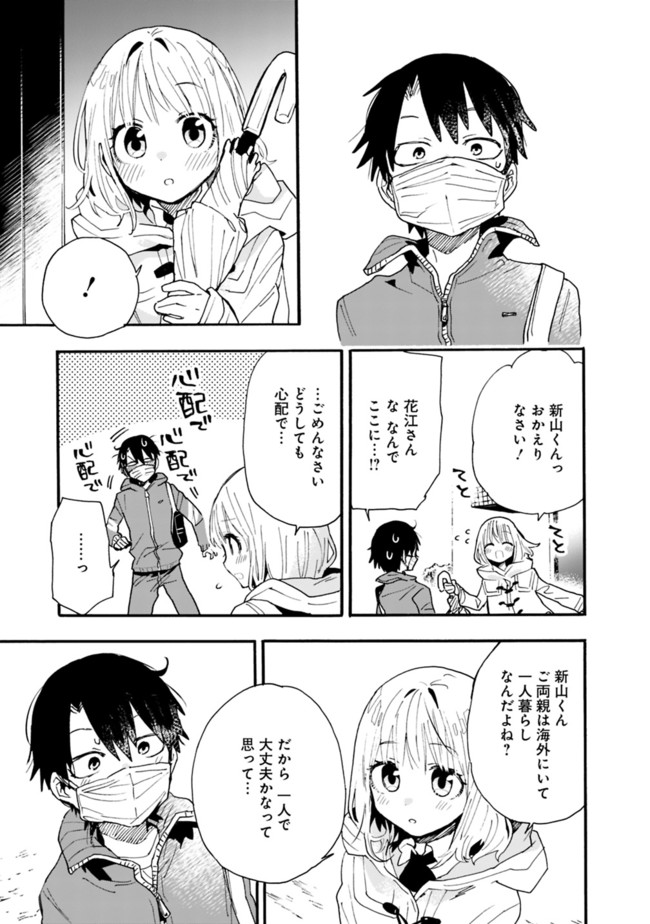 ！
新山くんっ
おかえり
なさい！
てと
てと
花江さん
な なんで
ここに…!?
…ごめんなさい
どうしても
心配で…
心配で
心配で
心配で
……っ
新山くん
ご両親は海外にいて
一人暮らし
なんだよね？
だから 一人で
大丈夫かなって
思って…